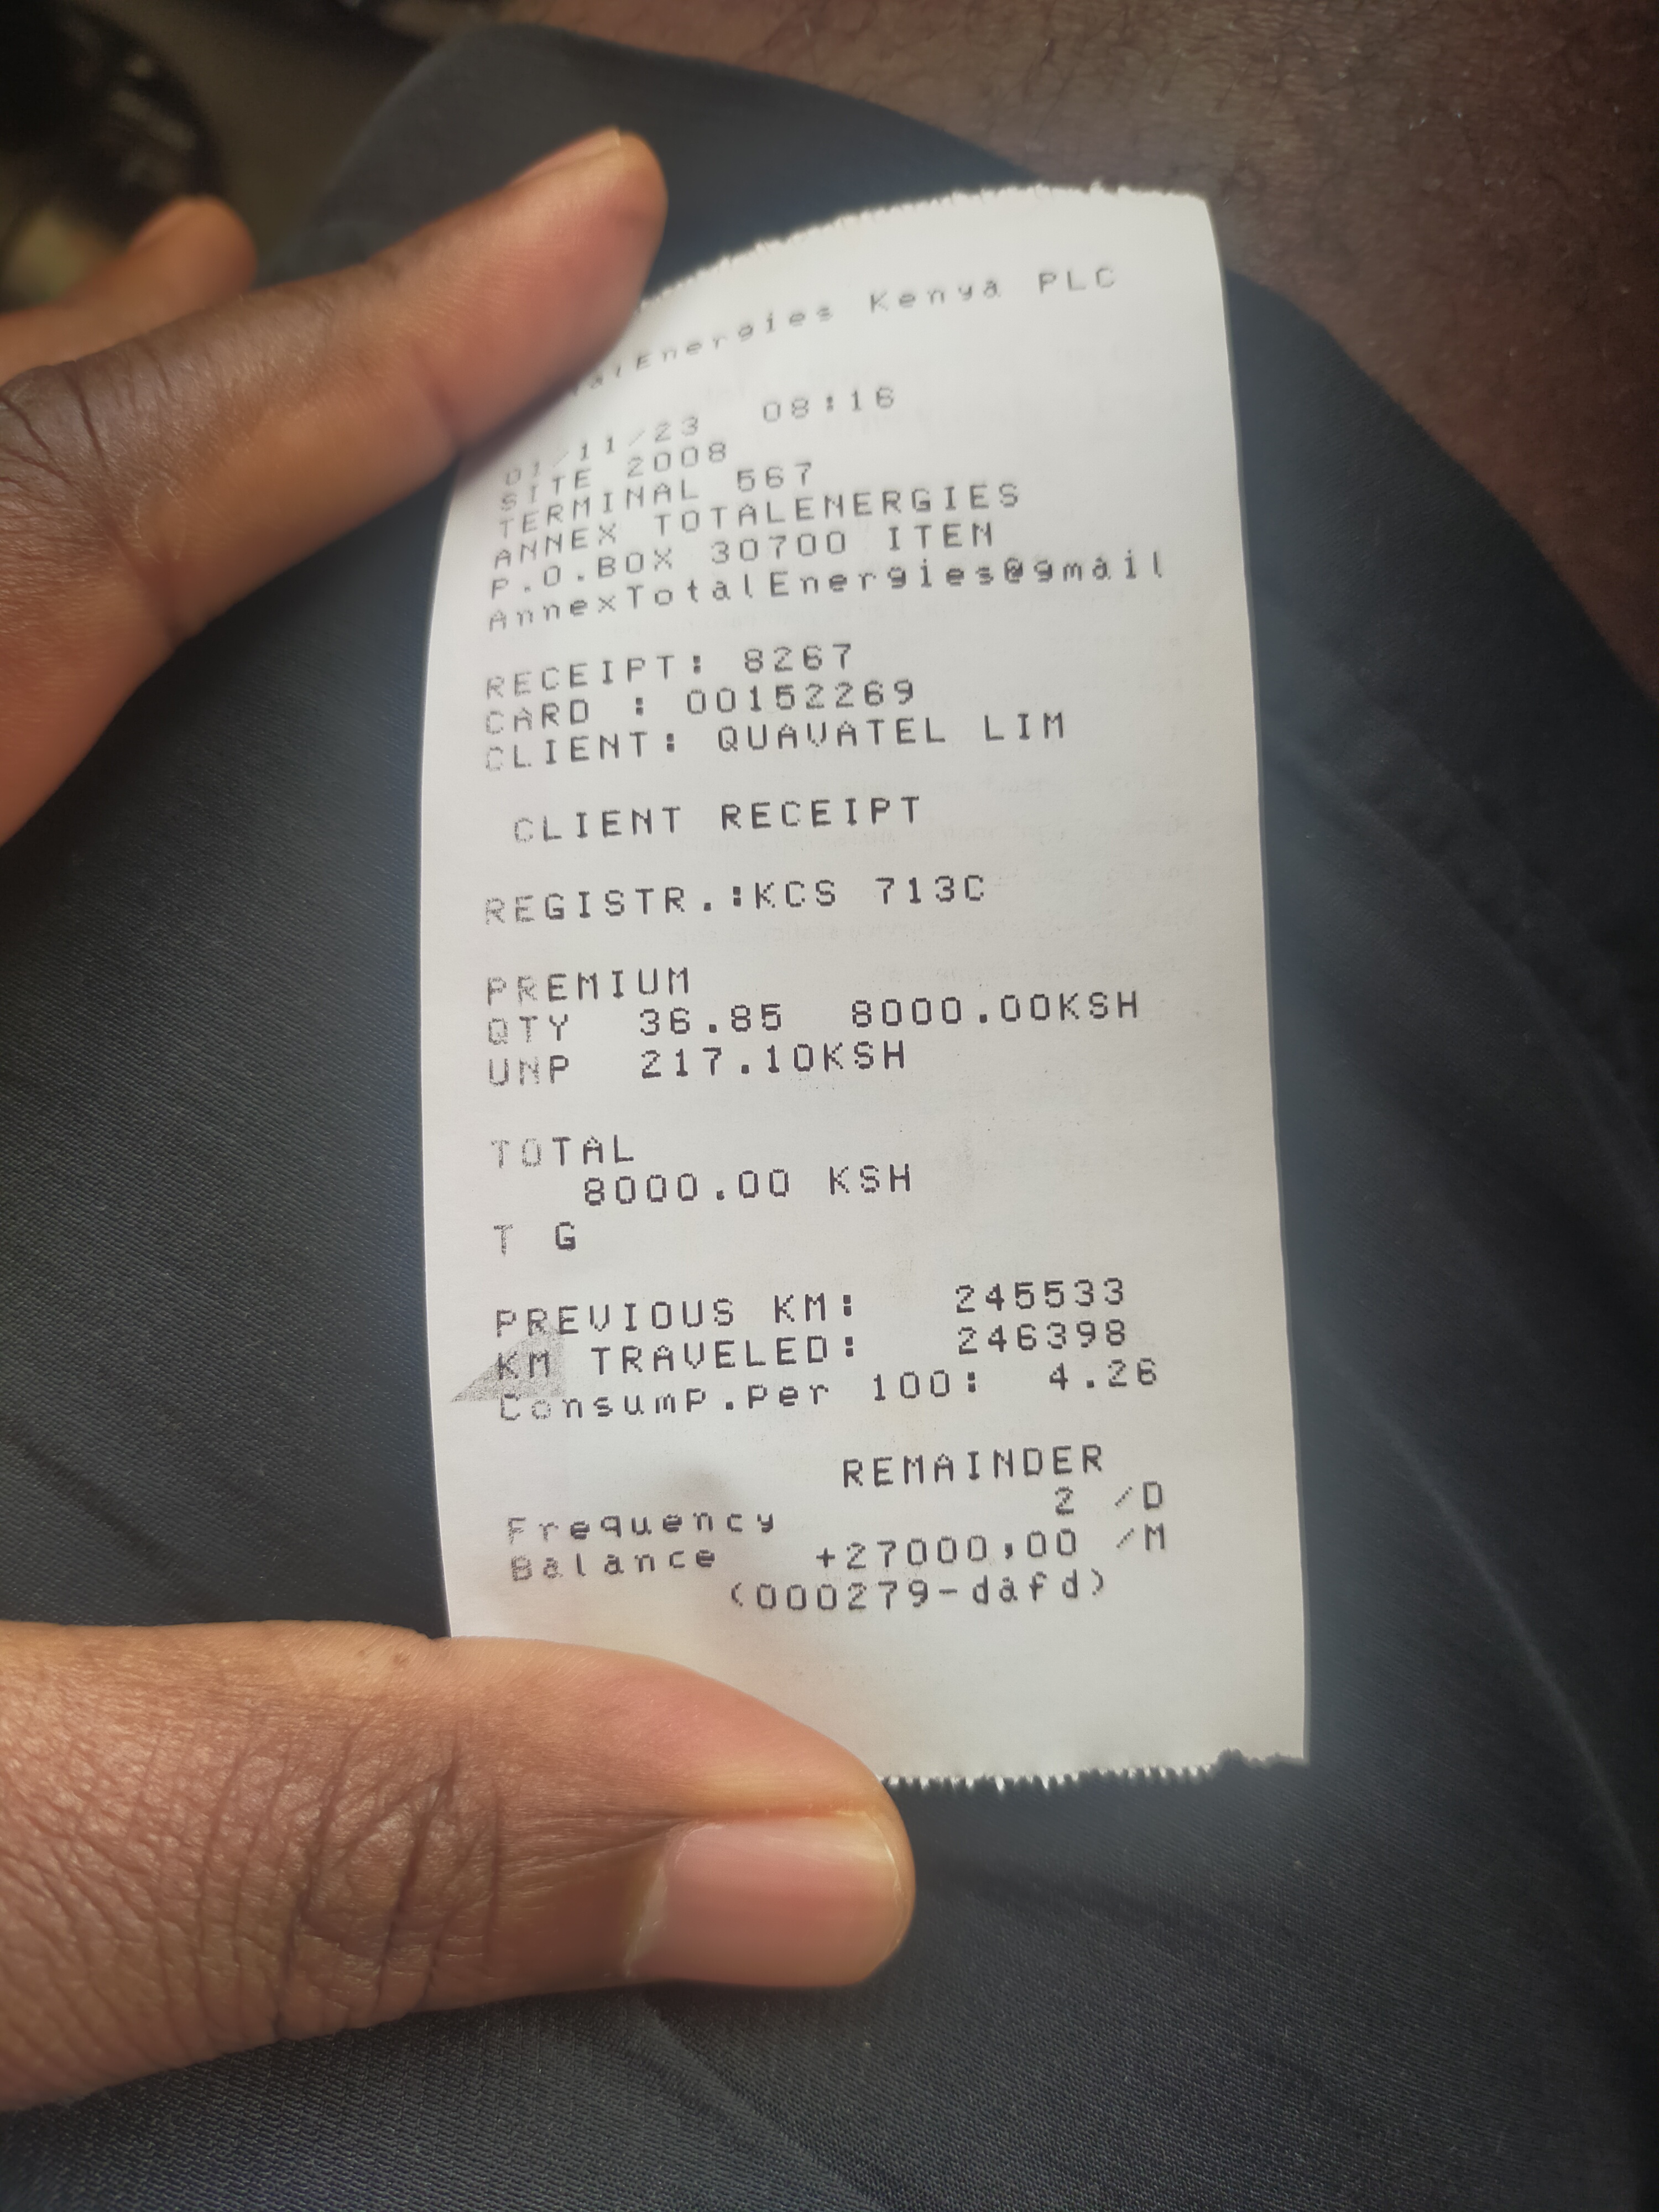 Kenya PLC
/11/23 08:16
SITE 2008
TERMINAL 567
ANNEX TOTALENERGIES
P.O.BOX 30700 ITEN
AnnexTotalEnergies@gmail
RECEIPT: 8267
CARD : 00152269
CLIENT: QUAVATEL LIM
CLIENT RECEIPT
REGISTR.:KCS 713C
PREMIUM
QTY 36.85 8000.00KSH
UNP 217.10KSH
TOTAL
8000.00 KSH
T G
PREVIOUS KM: 245533
KM TRAVELED: 246398
Consump.per 100: 4.26
REMAINDER
Frequency 2 /D
Balance +27000,00 /M
(000279-dafd)